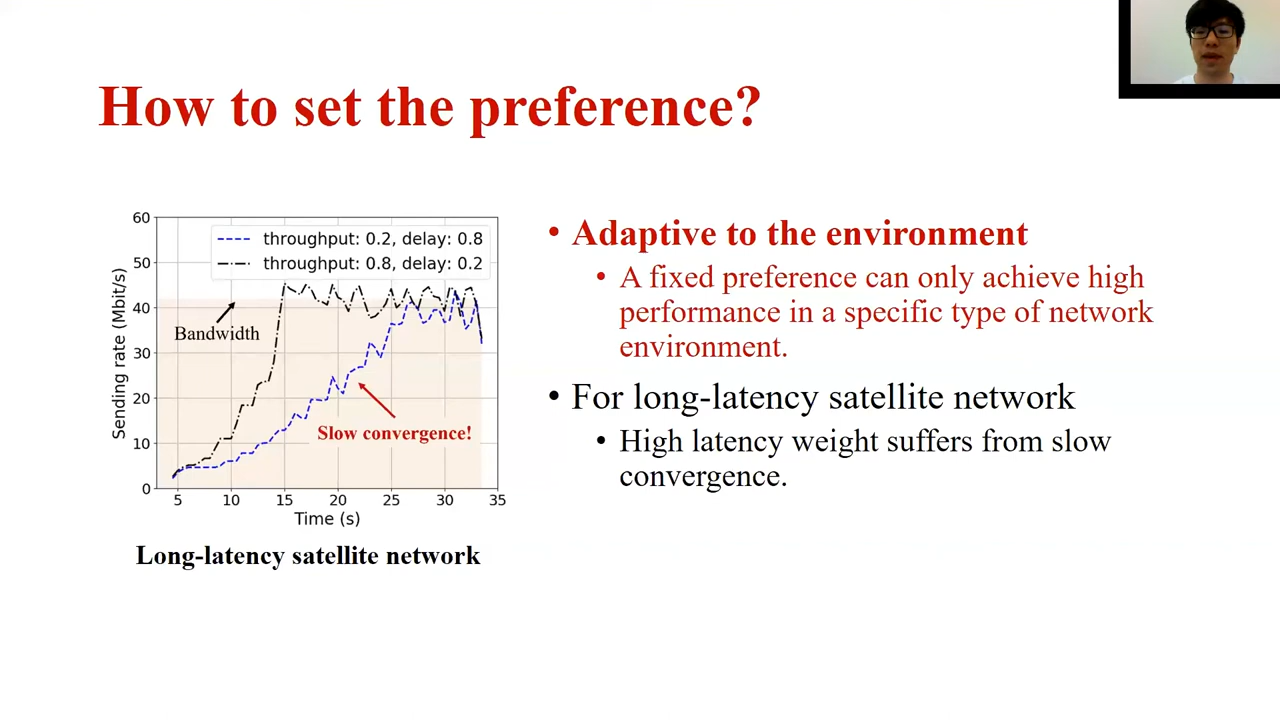 How to set the preference?
60
50
40
30
20
10
0
Sending rate (Mbit/s)
throughput: 0.2, delay: 0.8
throughput: 0.8, delay: 0.2
Bandwidth
Slow convergence!
5 10 15 20 25 30 35
Time (s)
Long-latency satellite network
• Adaptive to the environment
• A fixed preference can only achieve high
performance in a specific type of network
environment.
• For long-latency satellite network
• High latency weight suffers from slow
convergence.